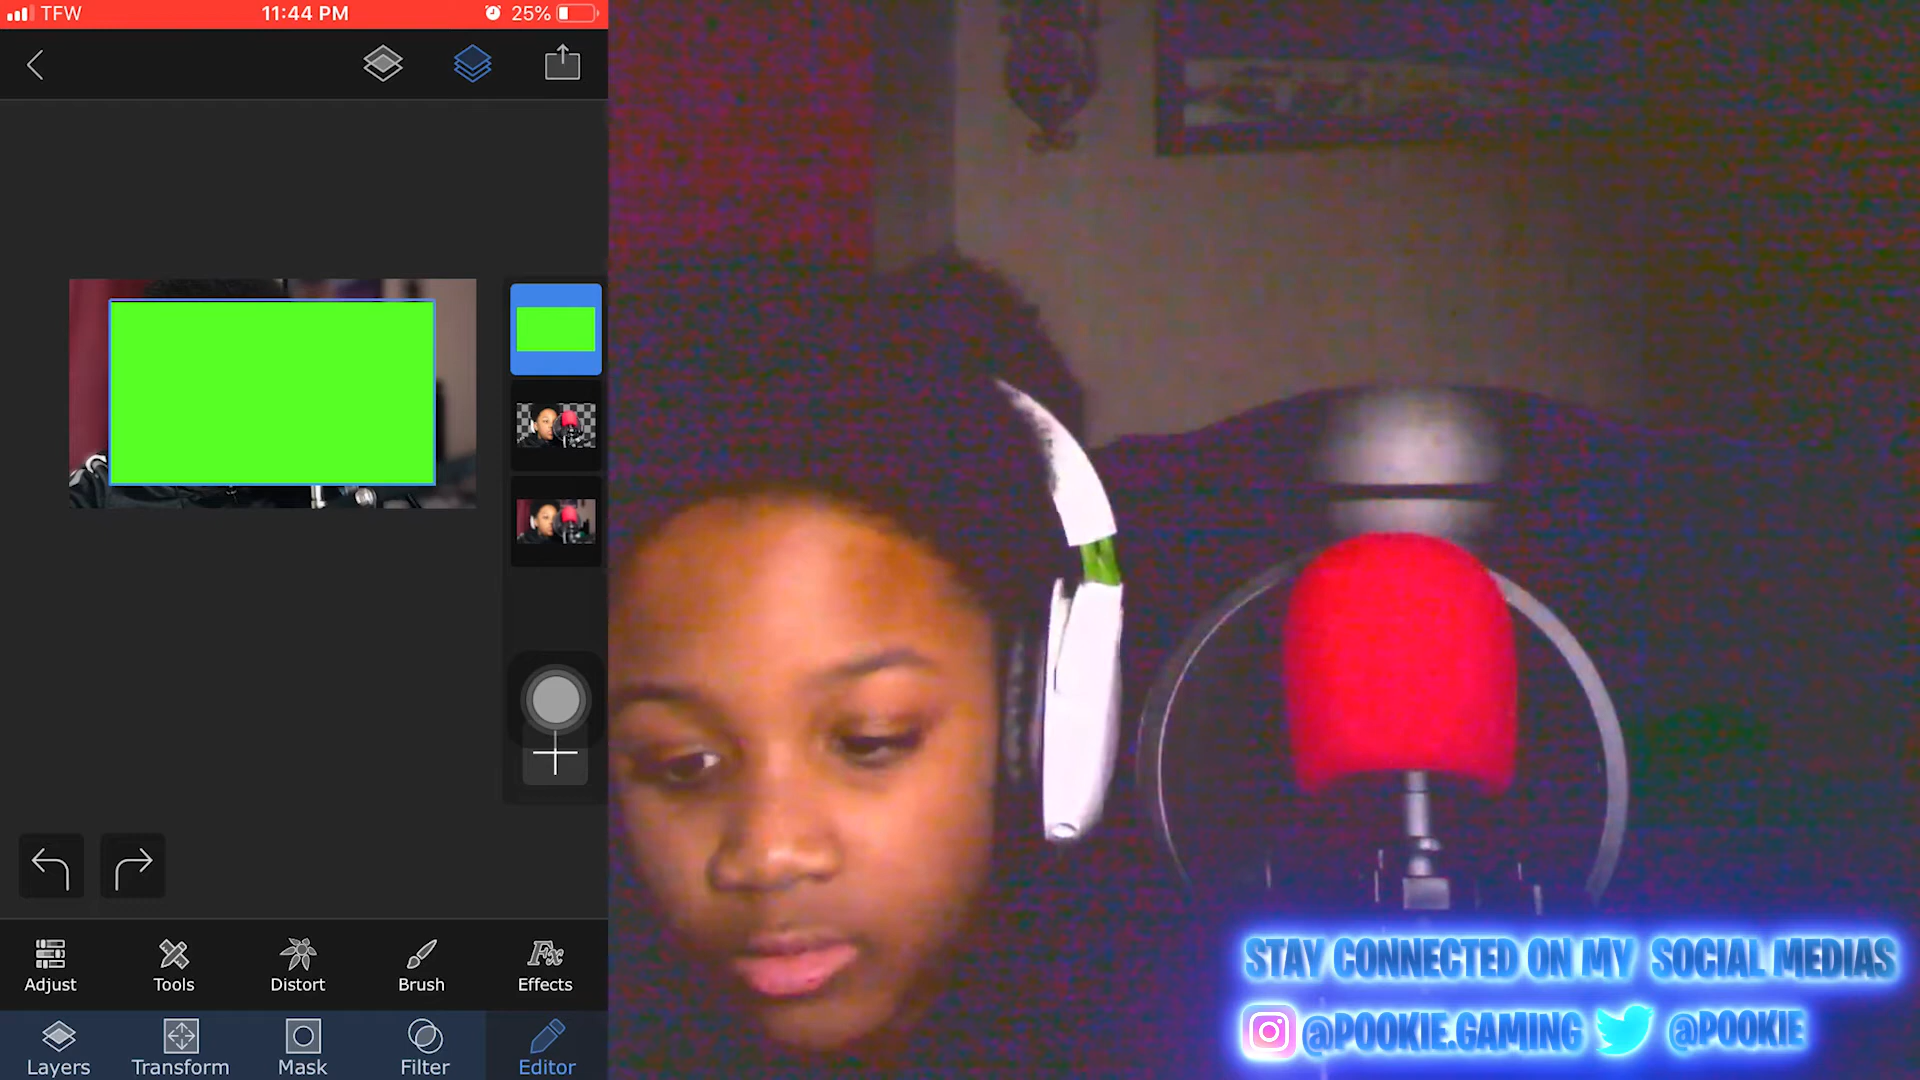 TFW 11:44 PM 25%
Adjust Tools Distort Brush Effects
Layers Transform Mask Filter Editor
STAY CONNECTED ON MY SOCIAL MEDIAS
@POOKIE.GAMING @POOKIE